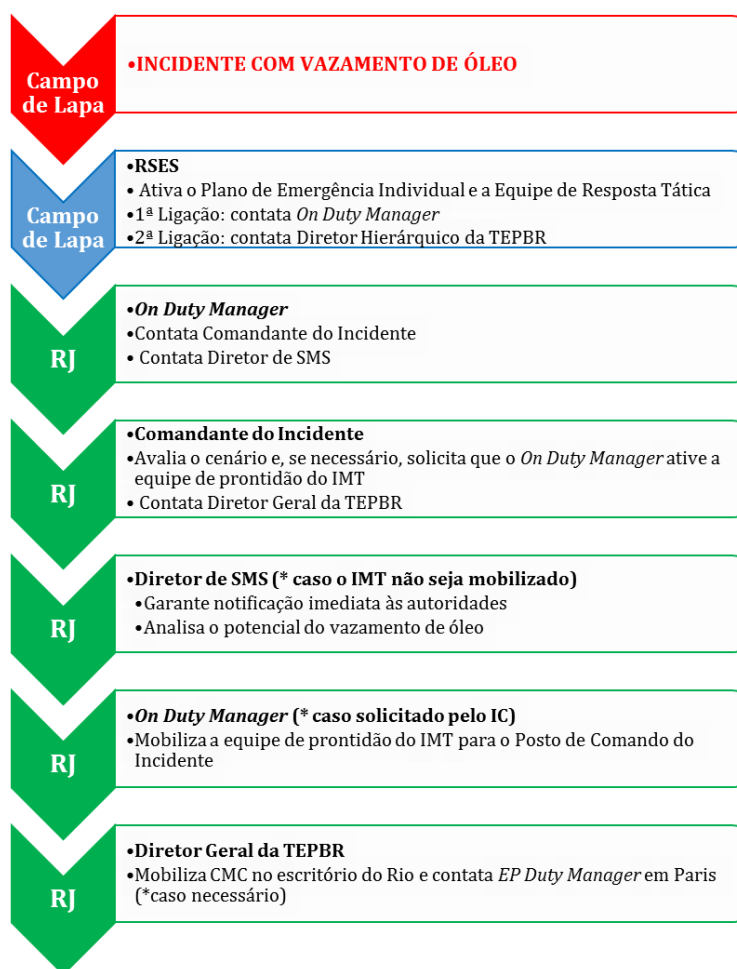 Campo
de Lapa
•INCIDENTE COM VAZAMENTO DE ÓLEO
Campo
de Lapa
•RSES
• Ativa o Plano de Emergência Individual e a Equipe de Resposta Tática
•1ª Ligação: contata On Duty Manager
•2ª Ligação: contata Diretor Hierárquico da TEPBR
RJ
•On Duty Manager
•Contata Comandante do Incidente
• Contata Diretor de SMS
RJ
•Comandante do Incidente
•Avalia o cenário e, se necessário, solicita que o On Duty Manager ative a
equipe de prontidão do IMT
• Contata Diretor Geral da TEPBR
RJ
•Diretor de SMS (* caso o IMT não seja mobilizado)
•Garante notificação imediata às autoridades
•Analisa o potencial do vazamento de óleo
RJ
•On Duty Manager (* caso solicitado pelo IC)
•Mobiliza a equipe de prontidão do IMT para o Posto de Comando do
Incidente
RJ
•Diretor Geral da TEPBR
•Mobiliza CMC no escritório do Rio e contata EP Duty Manager em Paris
(*caso necessário)